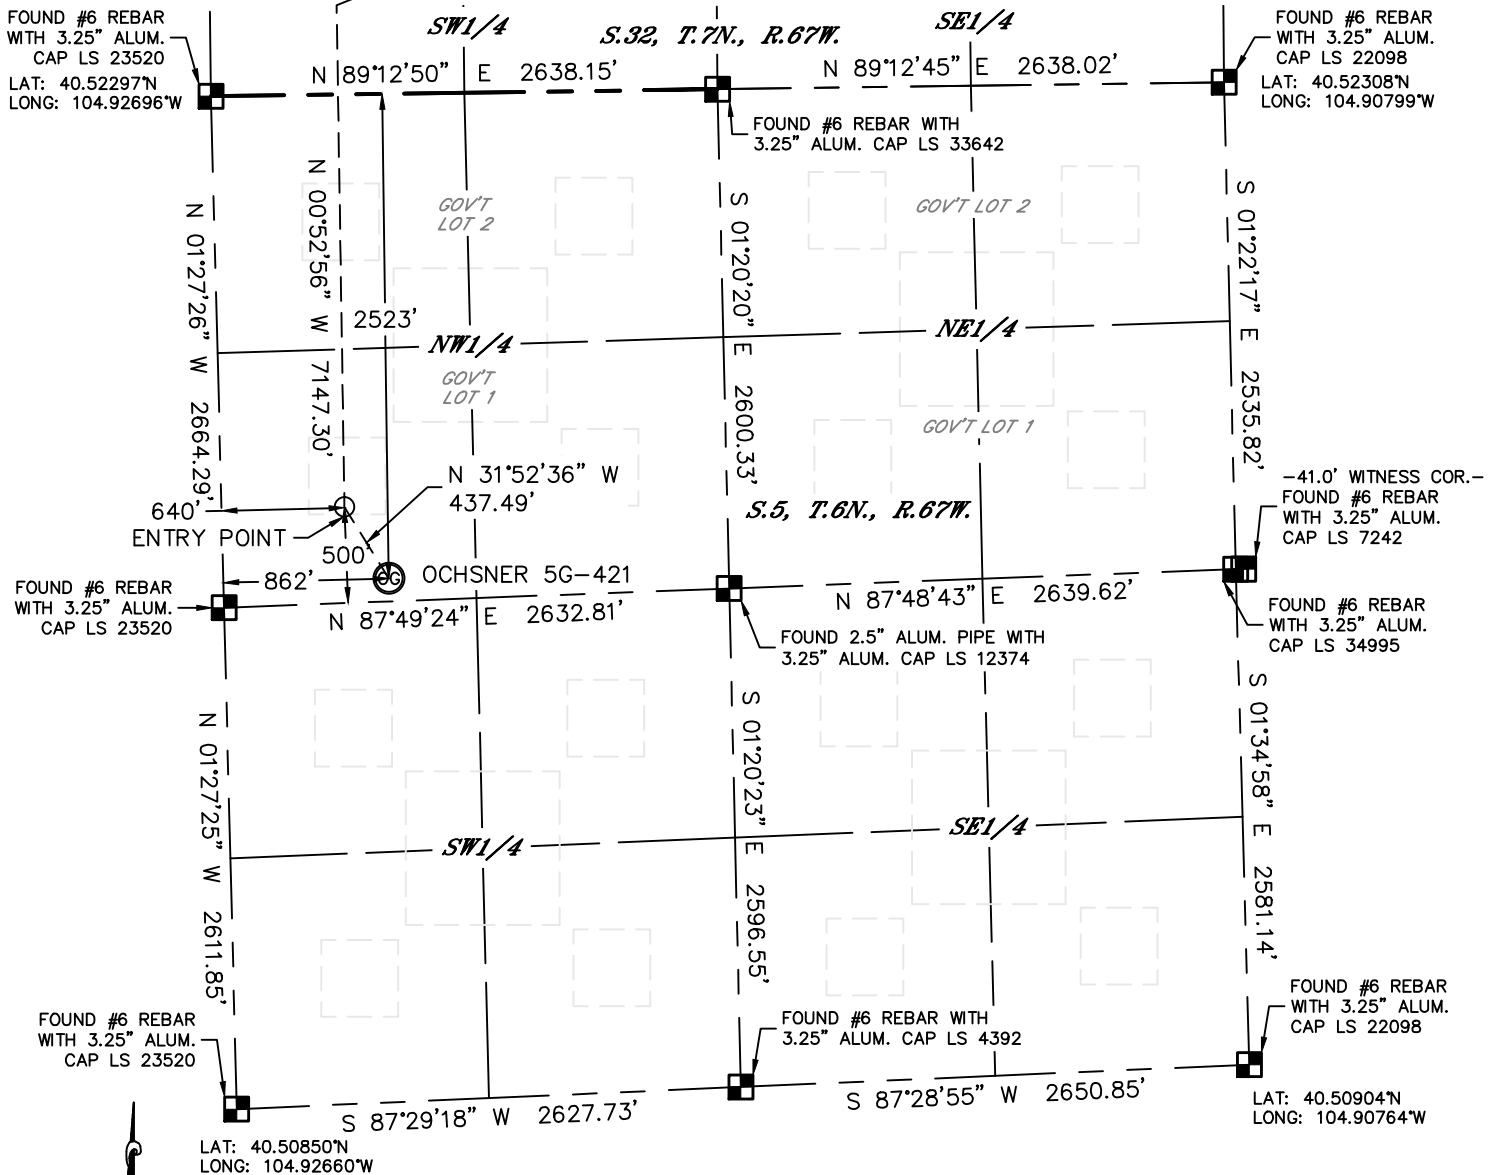 FOUND #6 REBAR
WITH 3.25" ALUM.
CAP LS 23520
LAT: 40.52297°N
LONG: 104.92696°W
SW1/4
S.32, T.7N., R.67W.
SE1/4
FOUND #6 REBAR
WITH 3.25" ALUM.
CAP LS 22098
LAT: 40.52308°N
LONG: 104.90799°W
N 89°12'50" E 2638.15'
N 89°12'45" E 2638.02'
FOUND #6 REBAR WITH
3.25" ALUM. CAP LS 33642
N 01°27'26" W 2664.29'
N 00°52'56" W 7147.30'
GOV'T
LOT 2
S 01°20'20" E 2600.33'
GOV'T LOT 2
S 01°22'17" E 2535.82'
2523'
NW1/4
NE1/4
GOV'T
LOT 1
GOV'T LOT 1
N 31°52'36" W
437.49'
-41.0' WITNESS COR.-
FOUND #6 REBAR
WITH 3.25" ALUM.
CAP LS 7242
640'
ENTRY POINT
S.5, T.6N., R.67W.
500'
862'
OG
OCHSNER 5G-421
FOUND #6 REBAR
WITH 3.25" ALUM.
CAP LS 23520
N 87°49'24" E 2632.81'
N 87°48'43" E 2639.62'
FOUND #6 REBAR
WITH 3.25" ALUM.
CAP LS 34995
FOUND 2.5" ALUM. PIPE WITH
3.25" ALUM. CAP LS 12374
N 01°27'25" W 2611.85'
S 01°20'23" E 2596.55'
S 01°34'58" E 2581.14'
SW1/4
SE1/4
FOUND #6 REBAR
WITH 3.25" ALUM.
CAP LS 23520
FOUND #6 REBAR WITH
3.25" ALUM. CAP LS 4392
FOUND #6 REBAR
WITH 3.25" ALUM.
CAP LS 22098
S 87°29'18" W 2627.73'
S 87°28'55" W 2650.85'
LAT: 40.50850°N
LONG: 104.92660°W
LAT: 40.50904°N
LONG: 104.90764°W